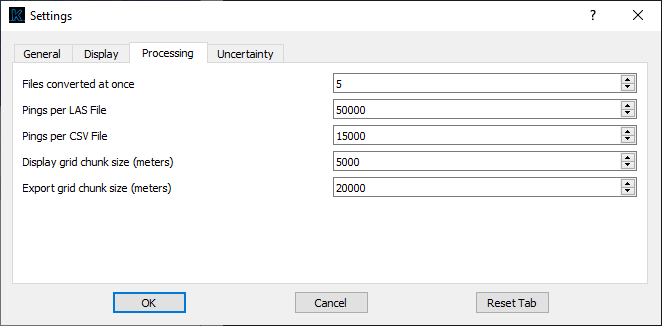 Settings
General Display Processing Uncertainty
Files converted at once 5
Pings per LAS File 50000
Pings per CSV File 15000
Display grid chunk size (meters) 5000
Export grid chunk size (meters) 20000
OK Cancel Reset Tab